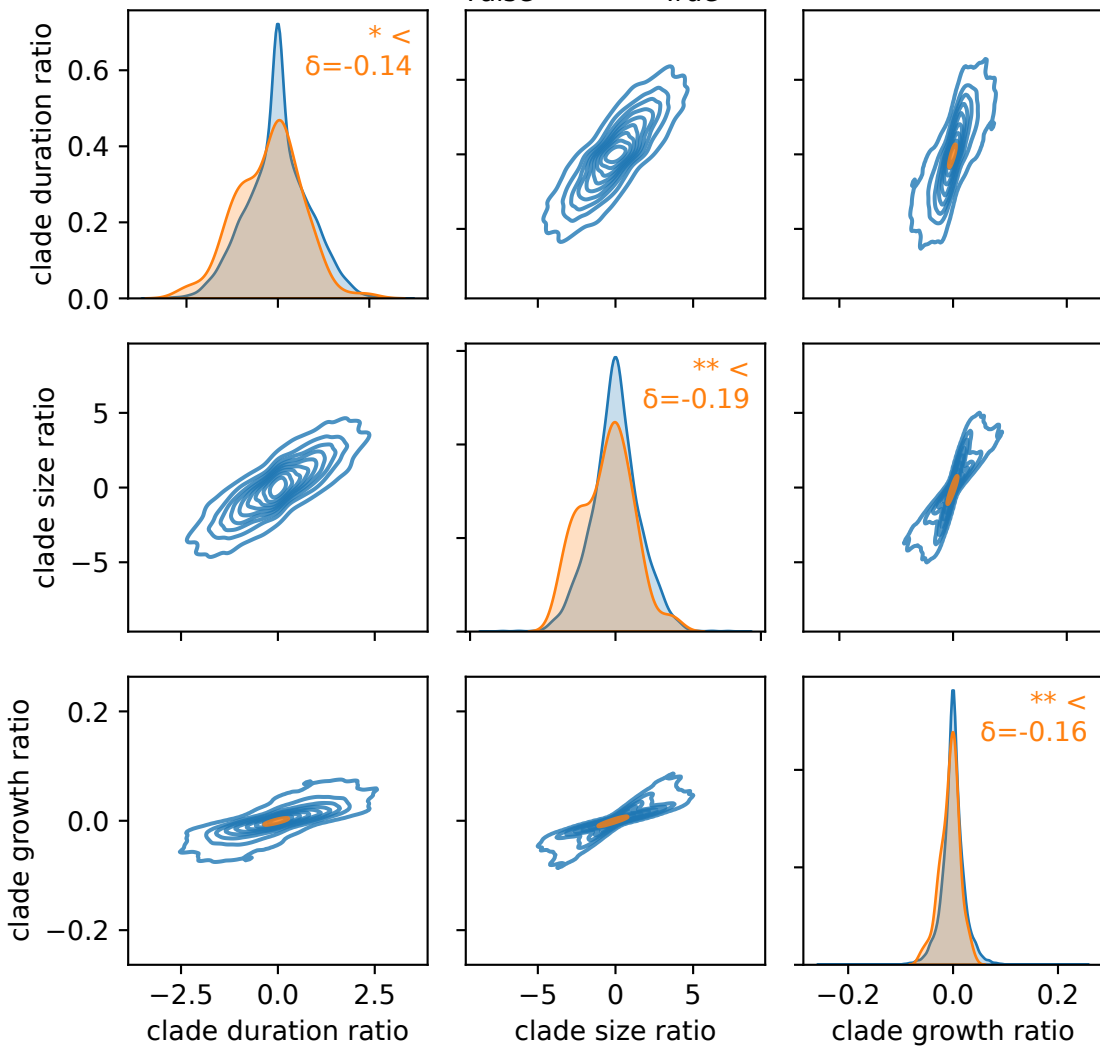 clade duration ratio
0.6
0.4
0.2
0.0
* <
δ=-0.14
clade size ratio
5
0
−5
** <
δ=-0.19
clade growth ratio
0.2
0.0
−0.2
** <
δ=-0.16
−2.5 0.0 2.5
clade duration ratio
−5 0 5
clade size ratio
−0.2 0.0 0.2
clade growth ratio